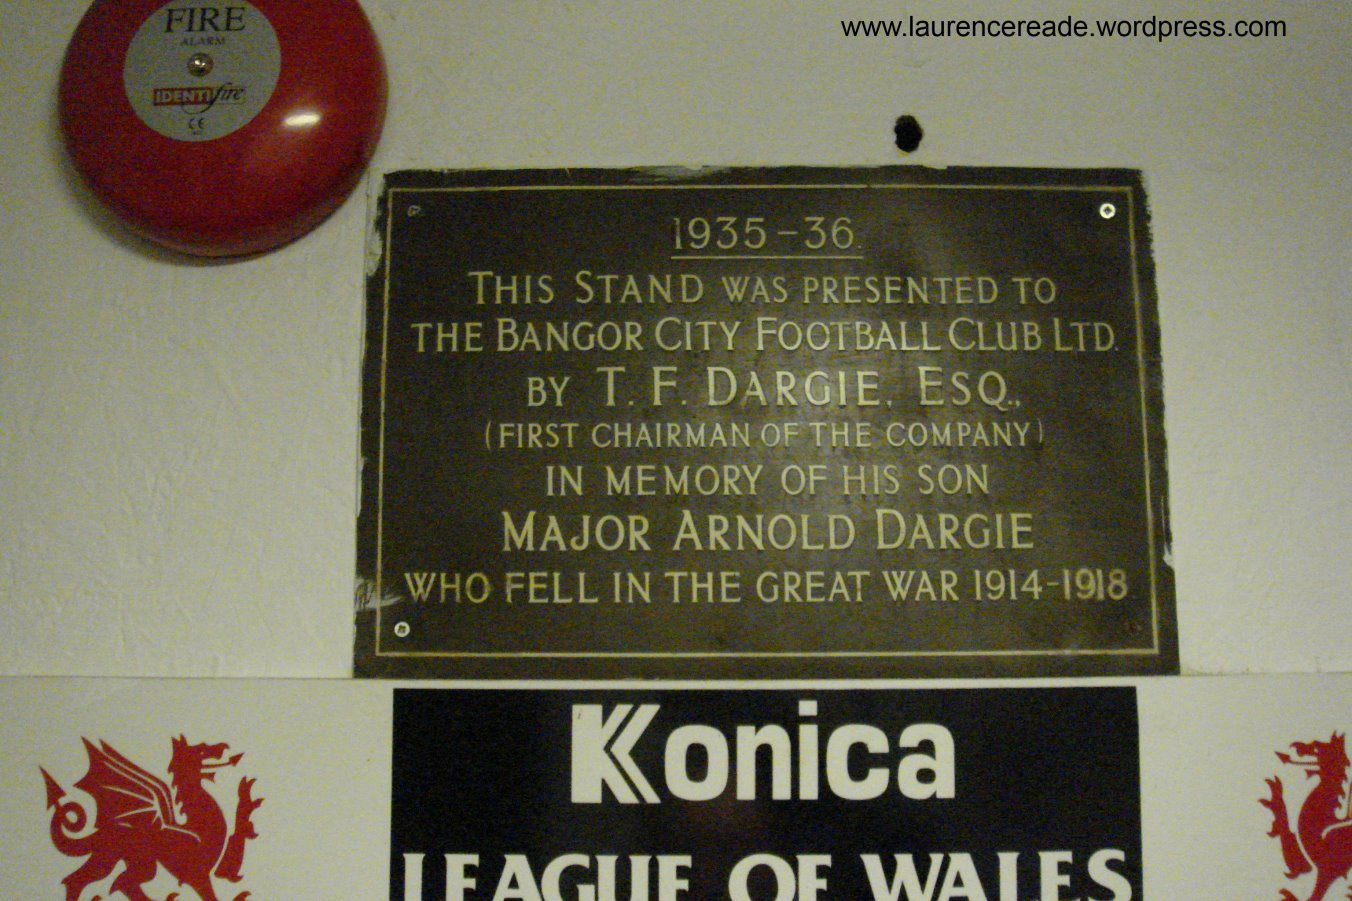 www.laurencereade.wordpress.com
FIRE
ALARM
IDENTIfire
CE
1935-36.
THIS STAND WAS PRESENTED TO
THE BANGOR CITY FOOTBALL CLUB LTD.
BY T. F. DARGIE, ESQ.,
(FIRST CHAIRMAN OF THE COMPANY)
IN MEMORY OF HIS SON
MAJOR ARNOLD DARGIE
WHO FELL IN THE GREAT WAR 1914-1918
Konica
LEAGUE OF WALES